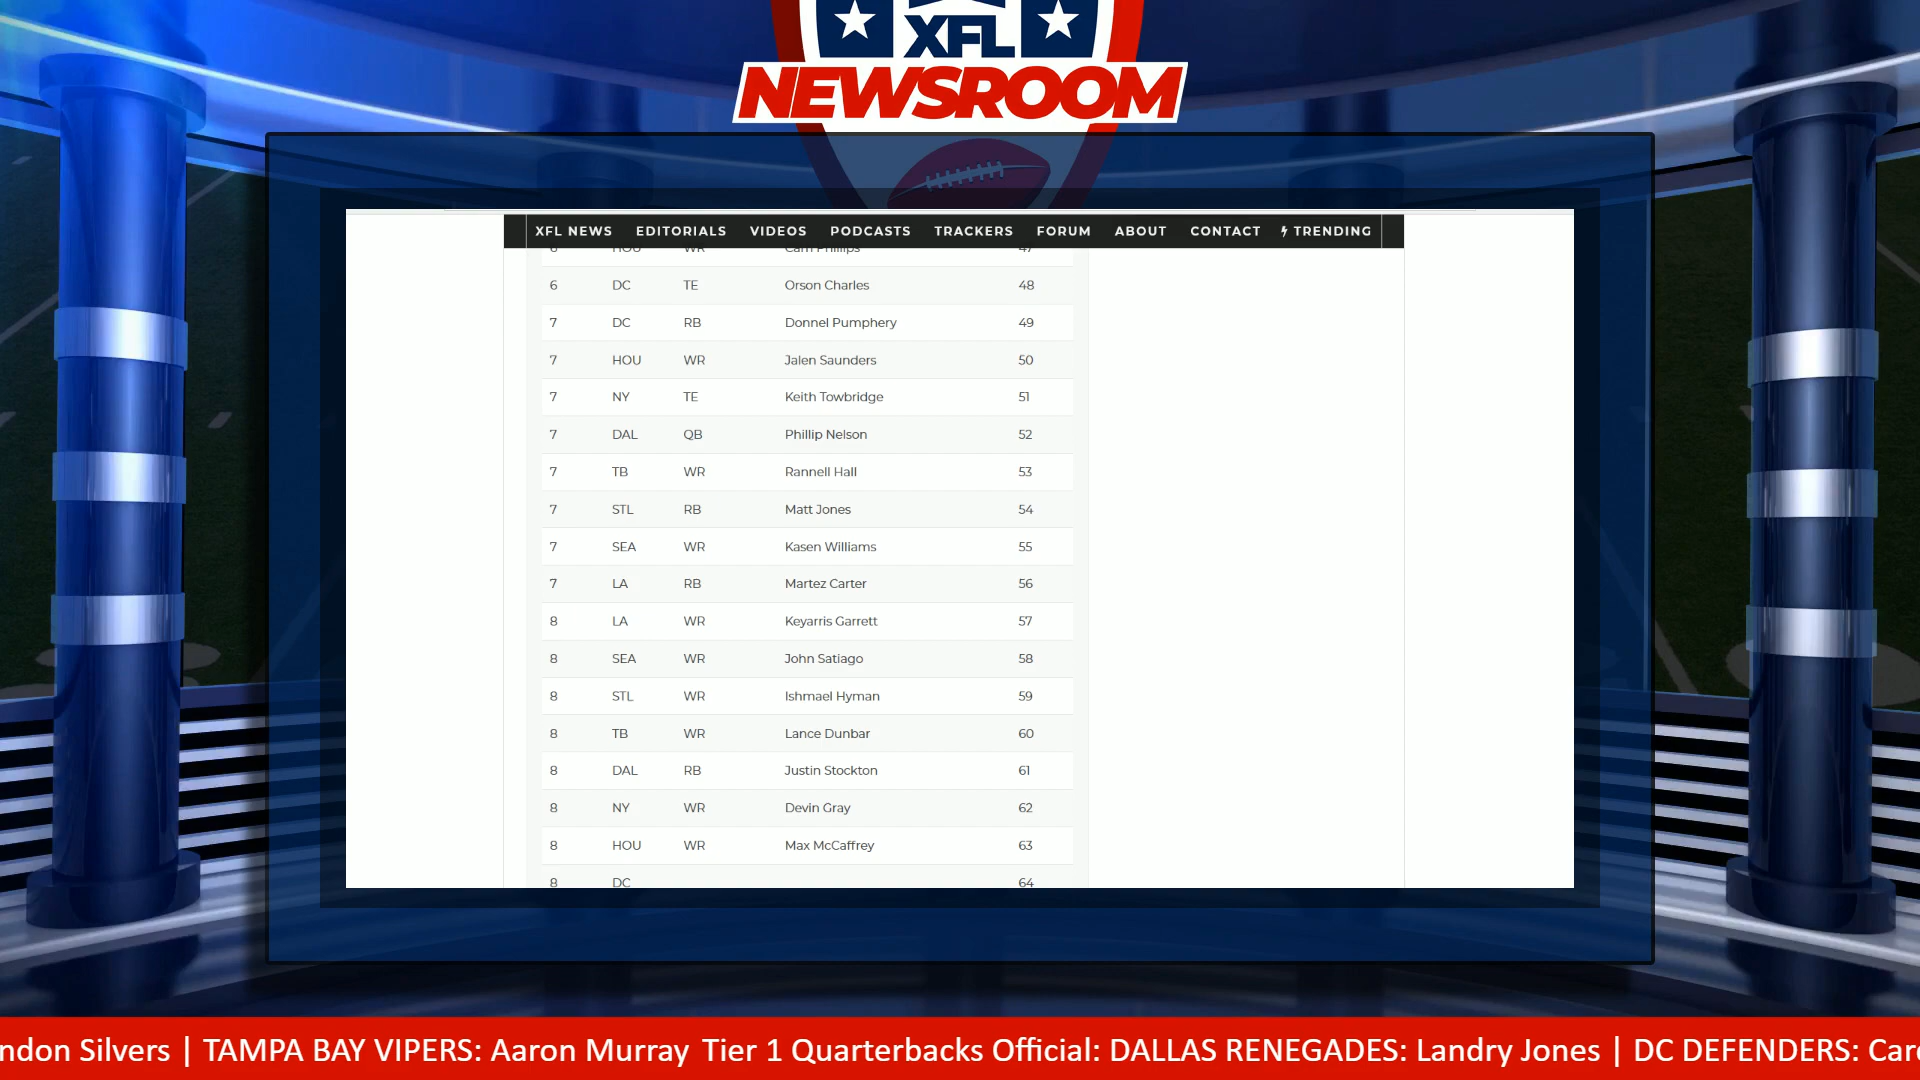 XFL
NEWSROOM
XFL NEWS EDITORIALS VIDEOS PODCASTS TRACKERS FORUM ABOUT CONTACT TRENDING
6 HOU WR Cam Phillips 47
6 DC TE Orson Charles 48
7 DC RB Donnel Pumphery 49
7 HOU WR Jalen Saunders 50
7 NY TE Keith Towbridge 51
7 DAL QB Phillip Nelson 52
7 TB WR Rannell Hall 53
7 STL RB Matt Jones 54
7 SEA WR Kasen Williams 55
7 LA RB Martez Carter 56
8 LA WR Keyarris Garrett 57
8 SEA WR John Satiago 58
8 STL WR Ishmael Hyman 59
8 TB WR Lance Dunbar 60
8 DAL RB Justin Stockton 61
8 NY WR Devin Gray 62
8 HOU WR Max McCaffrey 63
8 DC 64
ndon Silvers | TAMPA BAY VIPERS: Aaron Murray Tier 1 Quarterbacks Official: DALLAS RENEGADES: Landry Jones | DC DEFENDERS: Car